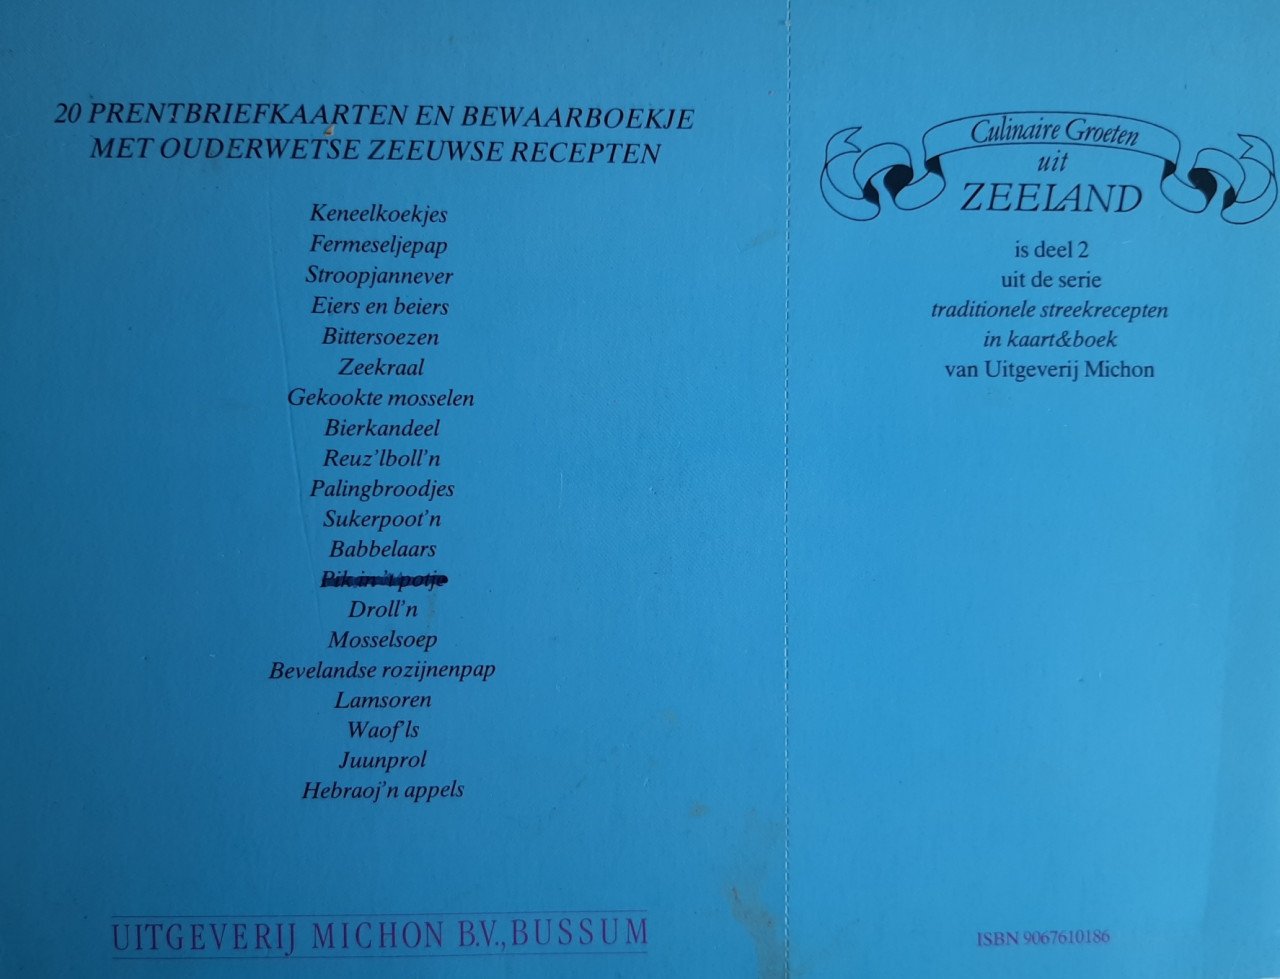 20 PRENTBRIEFKAARTEN EN BEWAARBOEKJE
MET OUDERWETSE ZEEUWSE RECEPTEN
Keneelkoekjes
Fermeseljepap
Stroopjannever
Eiers en beiers
Bittersoezen
Zeekraal
Gekookte mosselen
Bierkandeel
Reuz'lboll'n
Palingbroodjes
Sukerpoot'n
Babbelaars
Pik in 't potje
Droll'n
Mosselsoep
Bevelandse rozijnenpap
Lamsoren
Waof'ls
Juunprol
Hebraoj'n appels
UITGEVERIJ MICHON B.V., BUSSUM
Culinaire Groeten
uit
ZEELAND
is deel 2
uit de serie
traditionele streekrecepten
in kaart&boek
van Uitgeverij Michon
ISBN 9067610186